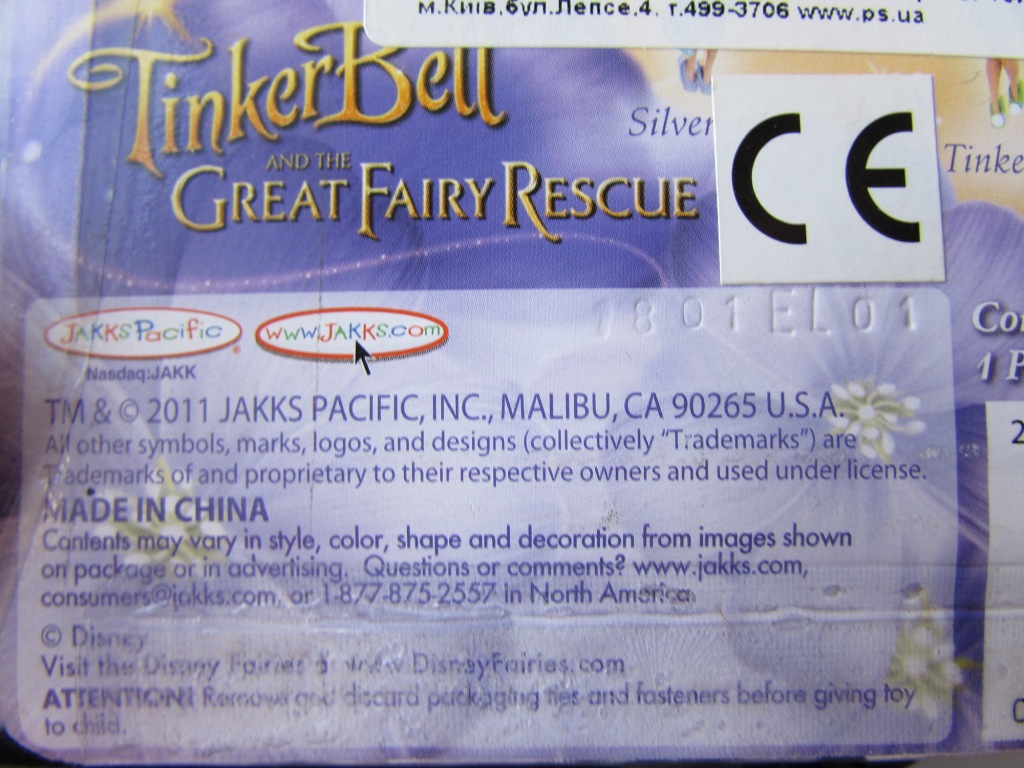 м.Київ,бул.Лепсе,4, т.499-3706 www.ps.ua
TinkerBell
AND THE
GREAT FAIRY RESCUE
Silver
CE
Tinke
JAKKS Pacific
www.JAKKS.com
1801EL01
Nasdaq:JAKK
TM & © 2011 JAKKS PACIFIC, INC., MALIBU, CA 90265 U.S.A.
All other symbols, marks, logos, and designs (collectively "Trademarks") are
Trademarks of and proprietary to their respective owners and used under license.
MADE IN CHINA
Contents may vary in style, color, shape and decoration from images shown
on package or in advertising. Questions or comments? www.jakks.com,
consumers@jakks.com, or 1-877-875-2557 in North America.
© Disney
Visit the Disney Fairies at www.DisneyFairies.com
ATTENTION! Remove and discard packaging ties and fasteners before giving toy
to child.
Co
1 P
2